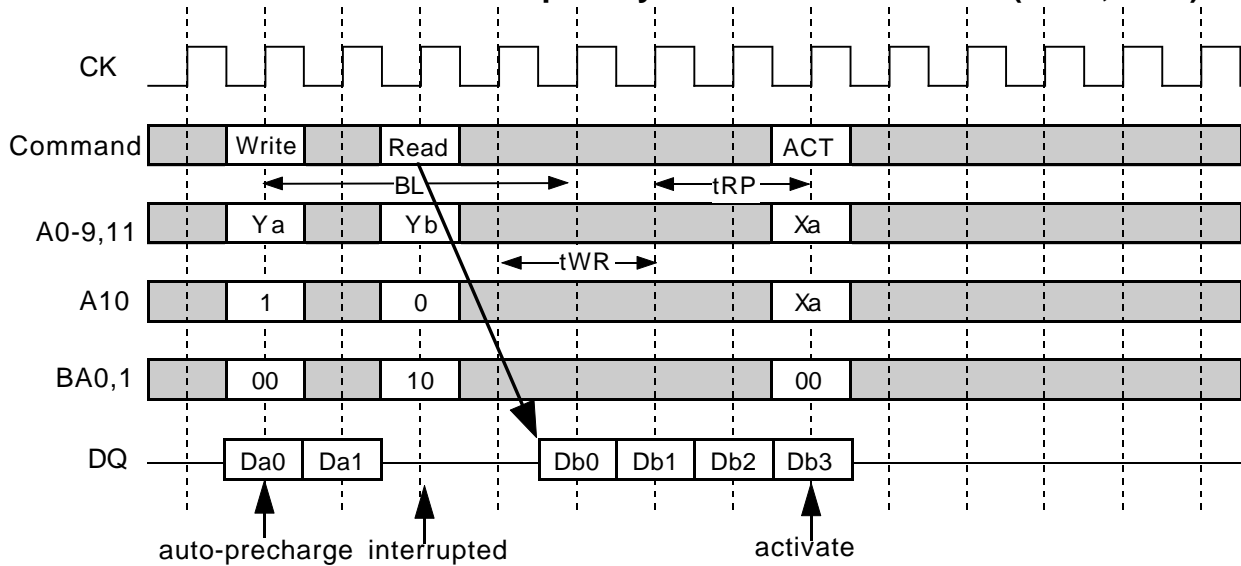 CK
Command Write Read ACT
BL tRP
A0-9,11 Ya Yb Xa
tWR
A10 1 0 Xa
BA0,1 00 10 00
DQ Da0 Da1 Db0 Db1 Db2 Db3
auto-precharge interrupted activate